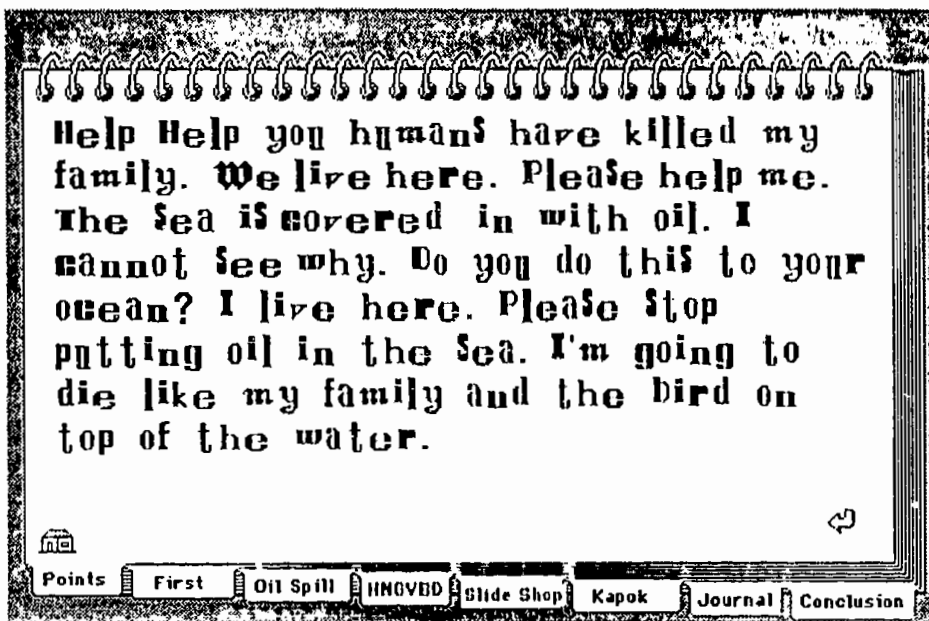 Help Help you humans have killed my
family. We live here. Please help me.
The Sea is covered in with oil. I
cannot See why. Do you do this to your
ocean? I live here. Please Stop
putting oil in the Sea. I'm going to
die like my family and the bird on
top of the water.
Points First Oil Spill HNGVBD Slide Shop Kapok Journal Conclusion